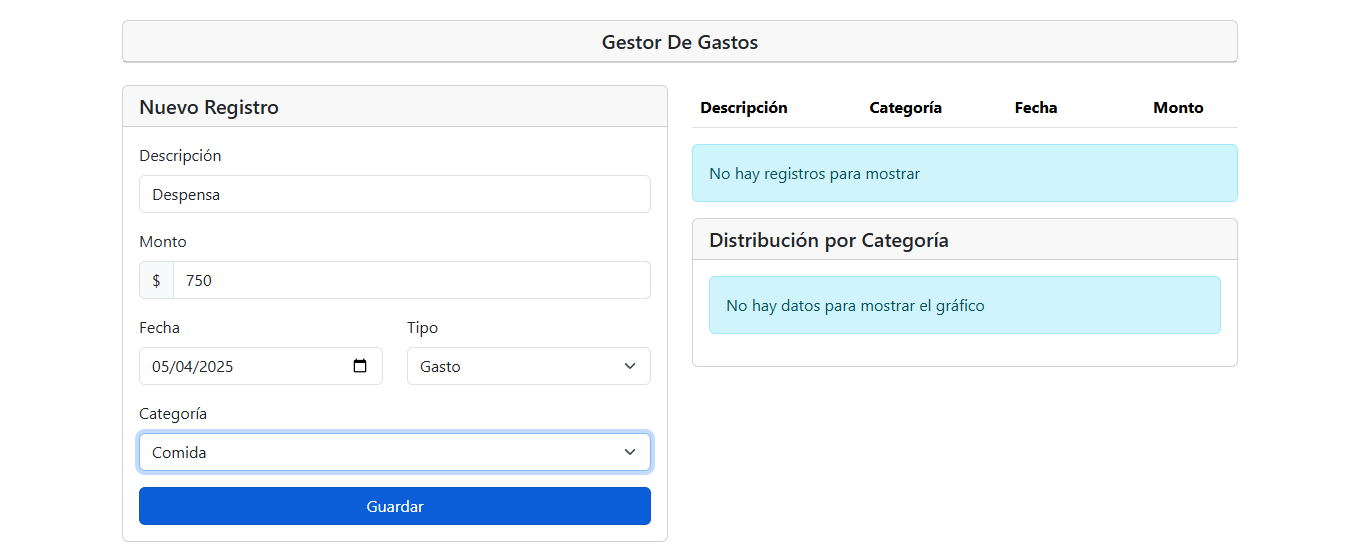 Gestor De Gastos
Nuevo Registro
Descripción
Despensa
Monto
$ 750
Fecha Tipo
05/04/2025 Gasto
Categoría
Comida
Guardar
Descripción Categoría Fecha Monto
No hay registros para mostrar
Distribución por Categoría
No hay datos para mostrar el gráfico